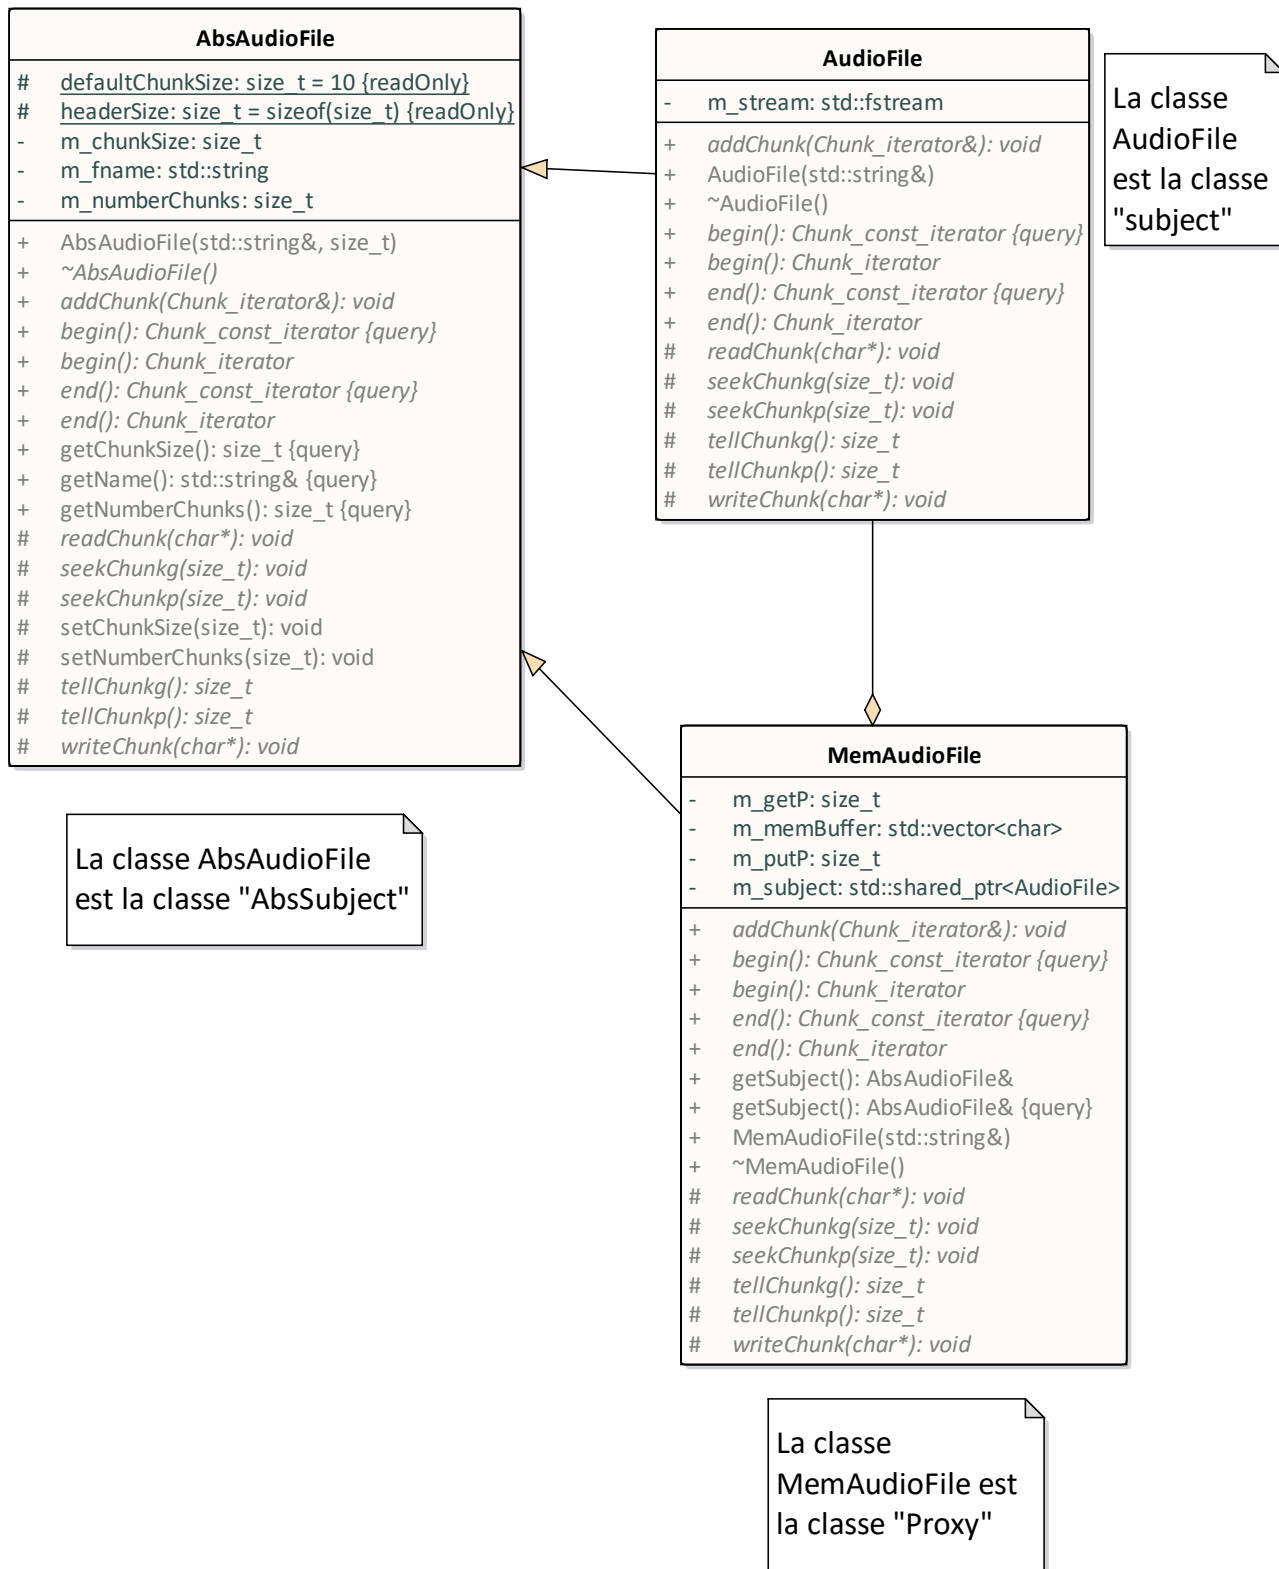 AbsAudioFile
# defaultChunkSize: size_t = 10 {readOnly}
# headerSize: size_t = sizeof(size_t) {readOnly}
- m_chunkSize: size_t
- m_fname: std::string
- m_numberChunks: size_t
+ AbsAudioFile(std::string&, size_t)
+ ~AbsAudioFile()
+ addChunk(Chunk_iterator&): void
+ begin(): Chunk_const_iterator {query}
+ begin(): Chunk_iterator
+ end(): Chunk_const_iterator {query}
+ end(): Chunk_iterator
+ getChunkSize(): size_t {query}
+ getName(): std::string& {query}
+ getNumberChunks(): size_t {query}
# readChunk(char*): void
# seekChunkg(size_t): void
# seekChunkp(size_t): void
# setChunkSize(size_t): void
# setNumberChunks(size_t): void
# tellChunkg(): size_t
# tellChunkp(): size_t
# writeChunk(char*): void
La classe AbsAudioFile
est la classe "AbsSubject"
AudioFile
- m_stream: std::fstream
+ addChunk(Chunk_iterator&): void
+ AudioFile(std::string&)
+ ~AudioFile()
+ begin(): Chunk_const_iterator {query}
+ begin(): Chunk_iterator
+ end(): Chunk_const_iterator {query}
+ end(): Chunk_iterator
# readChunk(char*): void
# seekChunkg(size_t): void
# seekChunkp(size_t): void
# tellChunkg(): size_t
# tellChunkp(): size_t
# writeChunk(char*): void
La classe
AudioFile
est la classe
"subject"
MemAudioFile
- m_getP: size_t
- m_memBuffer: std::vector<char>
- m_putP: size_t
- m_subject: std::shared_ptr<AudioFile>
+ addChunk(Chunk_iterator&): void
+ begin(): Chunk_const_iterator {query}
+ begin(): Chunk_iterator
+ end(): Chunk_const_iterator {query}
+ end(): Chunk_iterator
+ getSubject(): AbsAudioFile&
+ getSubject(): AbsAudioFile& {query}
+ MemAudioFile(std::string&)
+ ~MemAudioFile()
# readChunk(char*): void
# seekChunkg(size_t): void
# seekChunkp(size_t): void
# tellChunkg(): size_t
# tellChunkp(): size_t
# writeChunk(char*): void
La classe
MemAudioFile est
la classe "Proxy"